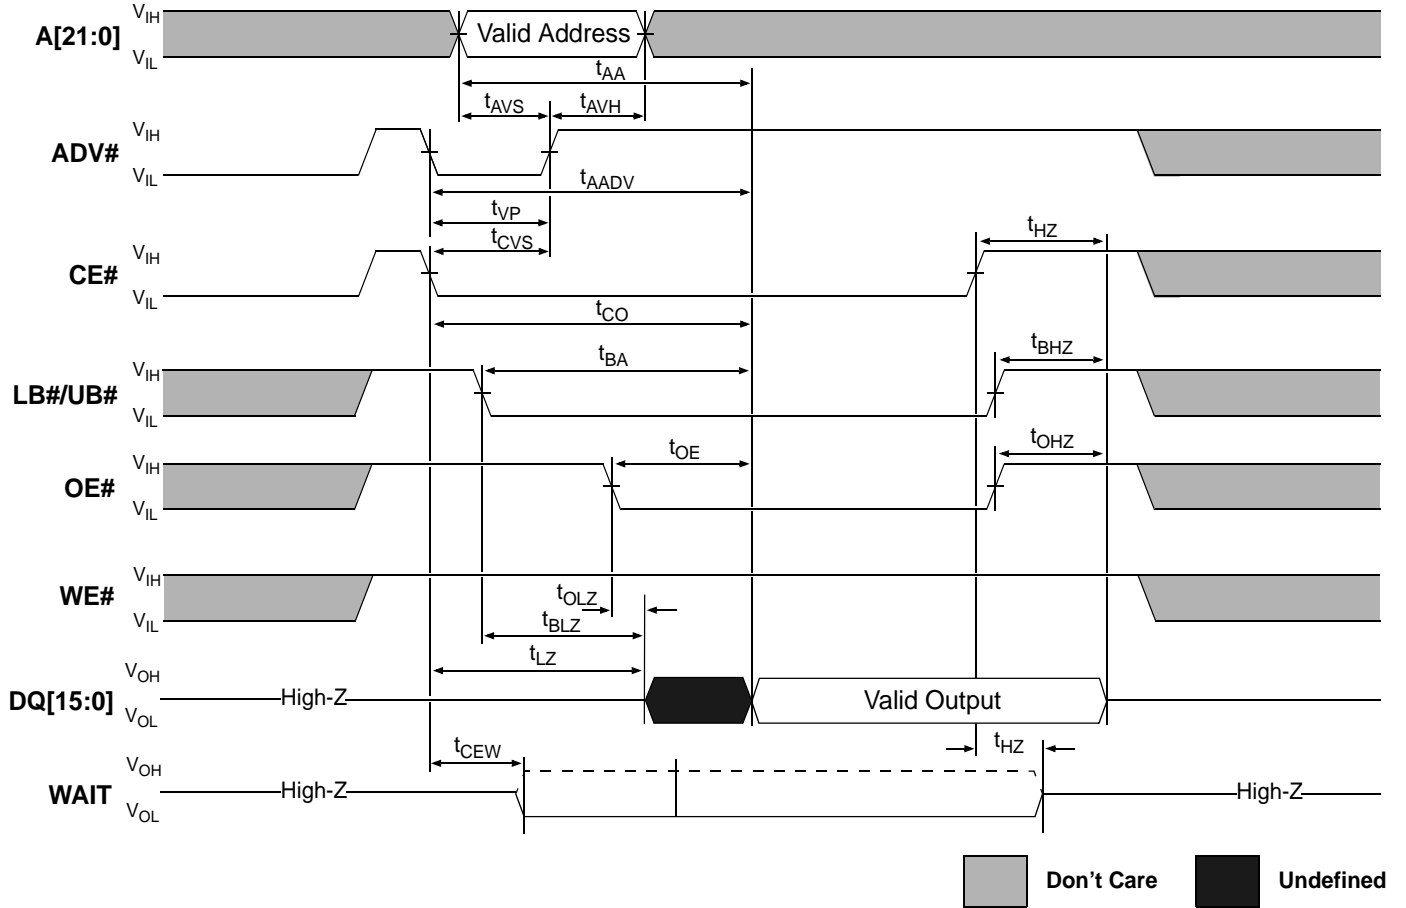 A[21:0] VIH VIL Valid Address
tAA
tAVS tAVH
ADV# VIH VIL
tAADV
tVP
tCVS
CE# VIH VIL
tHZ
tCO
LB#/UB# VIH VIL
tBA
tBHZ
OE# VIH VIL
tOE
tOHZ
WE# VIH VIL
tOLZ
tBLZ
tLZ
DQ[15:0] VOH VOL High-Z Valid Output
tCEW tHZ
WAIT VOH VOL High-Z High-Z
Don't Care Undefined